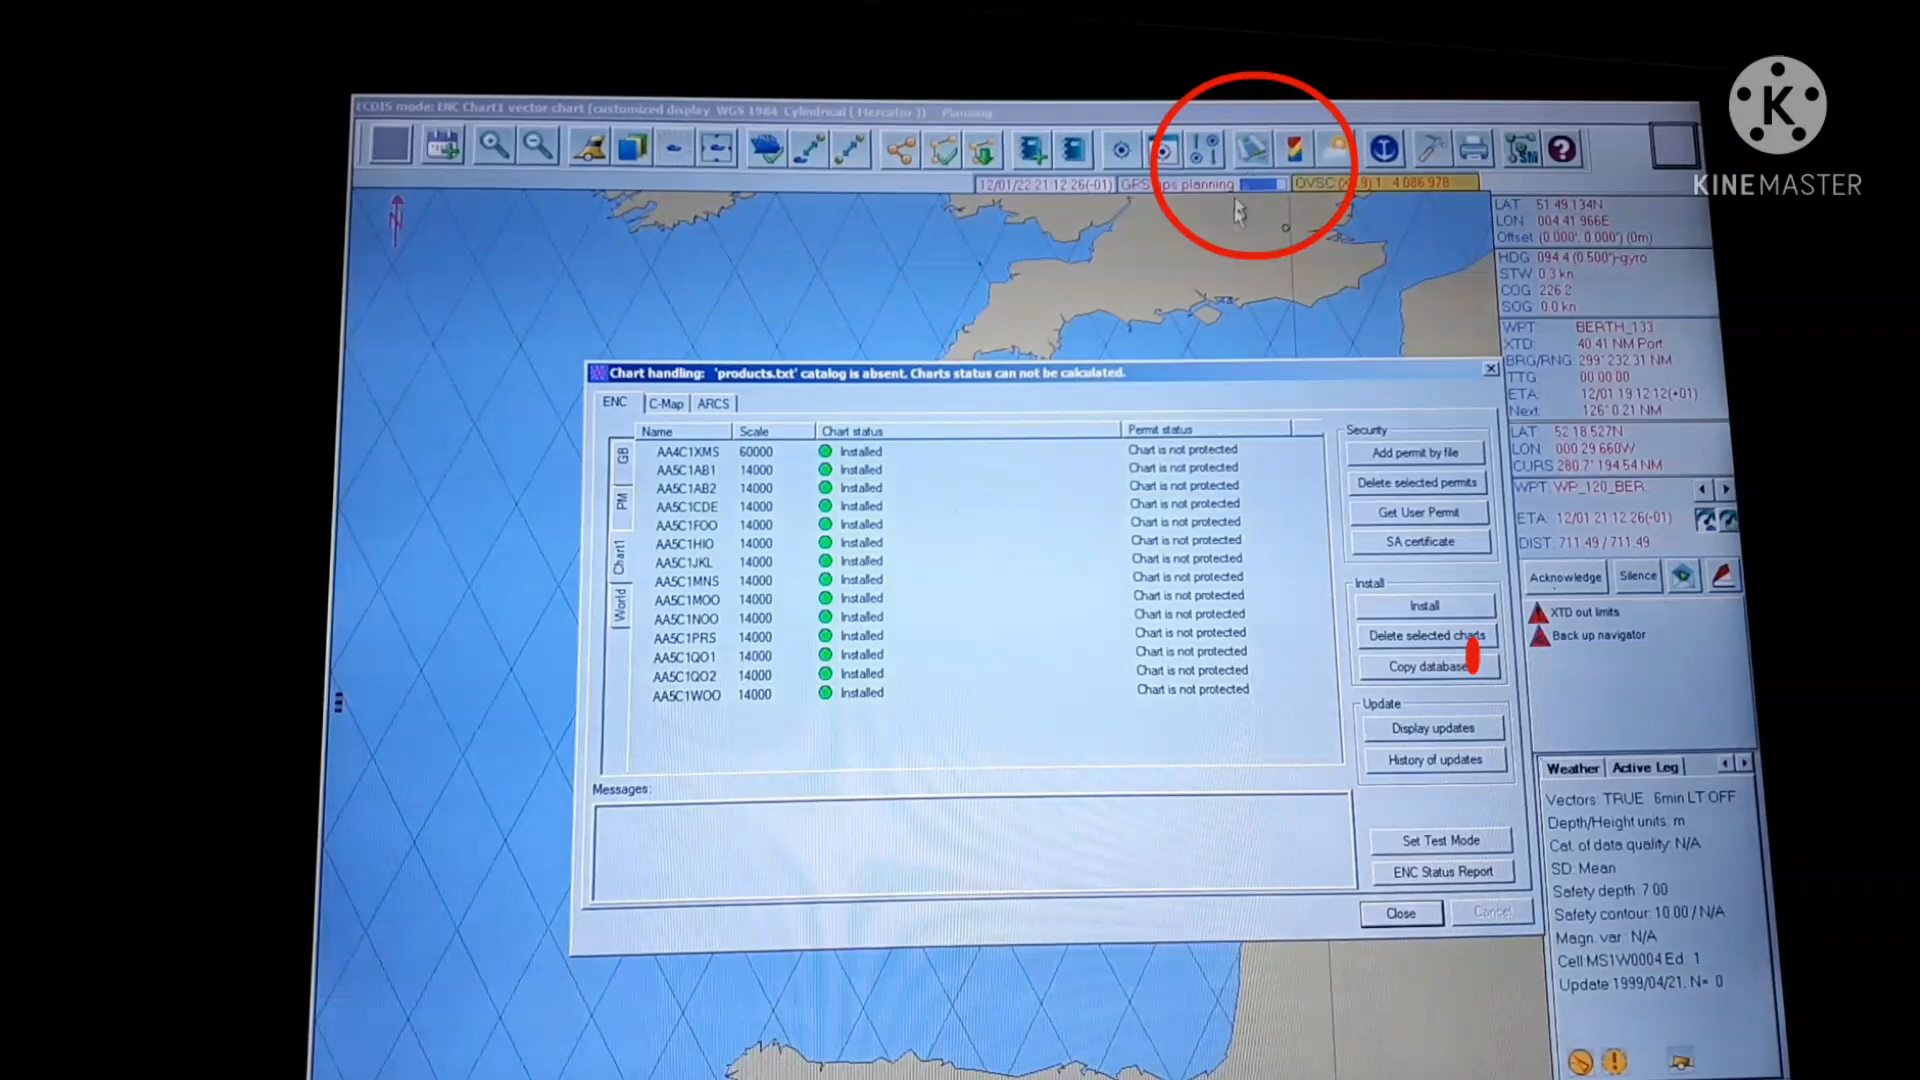 ECDIS mode: ENC Chart1 vector chart (customized display WGS 1984 Cylindrical ( Mercator )) Planning
K
KINEMASTER
SM
12/01/22 21 12 26(-01)
planning
OVSC
1 4 086 978
N
LAT 51 49.134N
LON 004 41.966E
Offset (0.000', 0.000') (0m)
HDG: 094.4 (0.500°)-gyro
STW 0.3 kn
COG: 226.2
SOG: 0.0 kn
WPT: BERTH_133
XTD 40.41 NM Port
BRG/RNG 299° 232.31 NM
TTG 00 00 00
ETA: 12/01 19 12 12(+01)
Next: 126° 0.21 NM
LAT: 52 18.527N
LON 000 29.660W
CURS 280.7° 194.54 NM
WPT: WP_120_BER
ETA: 12/01 21 12.26(-01)
DIST: 711.49 / 711.49
Acknowledge Silence
XTD out limits
Back up navigator
Chart handling: 'products.txt' catalog is absent. Charts status can not be calculated.
ENC C-Map ARCS
GB
PM
Chart1
World
Name Scale Chart status Permit status
AA4C1XMS 60000 Installed Chart is not protected
AA5C1AB1 14000 Installed Chart is not protected
AA5C1AB2 14000 Installed Chart is not protected
AA5C1CDE 14000 Installed Chart is not protected
AA5C1FOO 14000 Installed Chart is not protected
AA5C1HIO 14000 Installed Chart is not protected
AA5C1JKL 14000 Installed Chart is not protected
AA5C1MNS 14000 Installed Chart is not protected
AA5C1MOO 14000 Installed Chart is not protected
AA5C1NOO 14000 Installed Chart is not protected
AA5C1PRS 14000 Installed Chart is not protected
AA5C1QO1 14000 Installed Chart is not protected
AA5C1QO2 14000 Installed Chart is not protected
AA5C1WOO 14000 Installed Chart is not protected
Security
Add permit by file
Delete selected permits
Get User Permit
SA certificate
Install
Install
Delete selected charts
Copy database
Update
Display updates
History of updates
Messages:
Set Test Mode
ENC Status Report
Close Cancel
Weather Active Leg
Vectors: TRUE 6min LT:OFF
Depth/Height units: m
Cat. of data quality: N/A
SD: Mean
Safety depth: 7.00
Safety contour: 10.00 / N/A
Magn. var.: N/A
Cell:MS1W0004 Ed: 1
Update:1999/04/21, N= 0